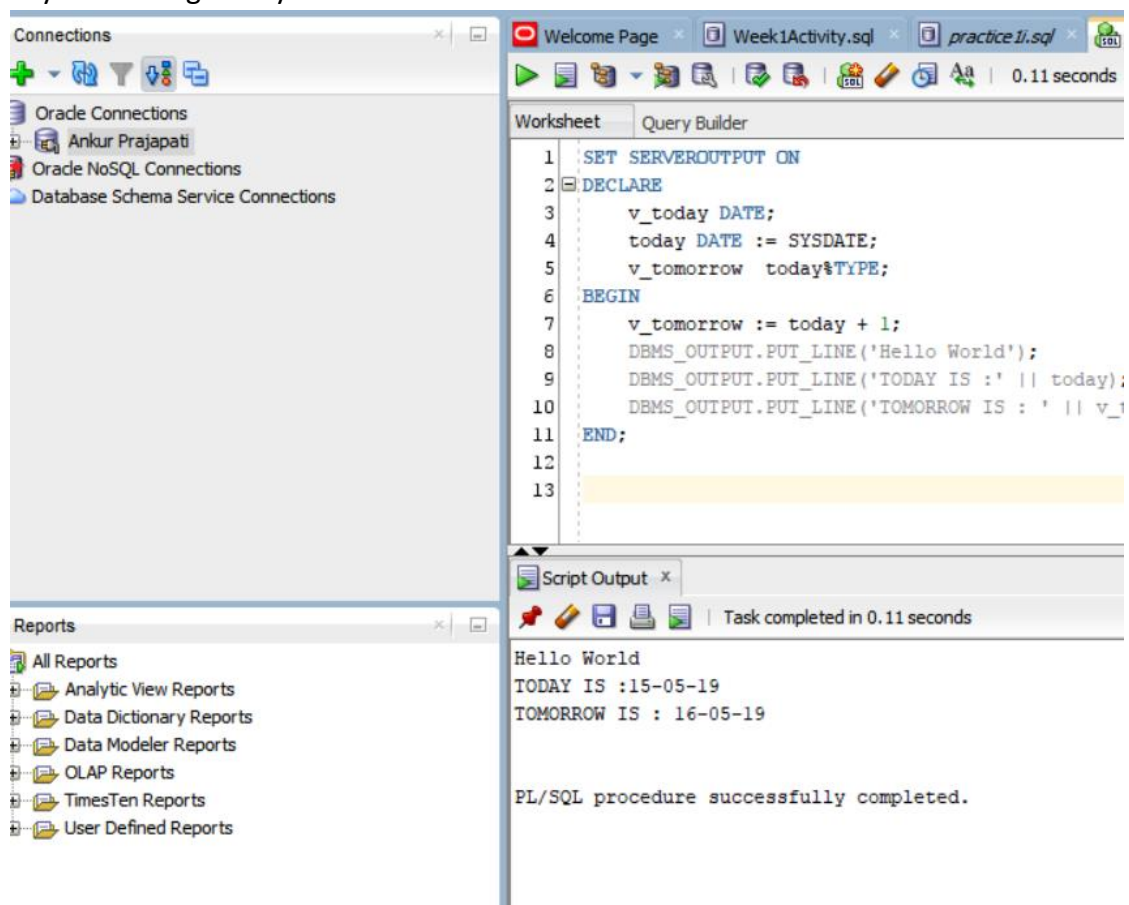 Connections
Oracle Connections
Ankur Prajapati
Oracle NoSQL Connections
Database Schema Service Connections
Reports
All Reports
Analytic View Reports
Data Dictionary Reports
Data Modeler Reports
OLAP Reports
TimesTen Reports
User Defined Reports
Welcome Page Week1Activity.sql practice1i.sql
0.11 seconds
Worksheet Query Builder
1 SET SERVEROUTPUT ON
2 DECLARE
3 v_today DATE;
4 today DATE := SYSDATE;
5 v_tomorrow today%TYPE;
6 BEGIN
7 v_tomorrow := today + 1;
8 DBMS_OUTPUT.PUT_LINE('Hello World');
9 DBMS_OUTPUT.PUT_LINE('TODAY IS :' || today);
10 DBMS_OUTPUT.PUT_LINE('TOMORROW IS : ' ||
11 END;
12
13
Script Output
Task completed in 0.11 seconds
Hello World
TODAY IS :15-05-19
TOMORROW IS : 16-05-19
PL/SQL procedure successfully completed.